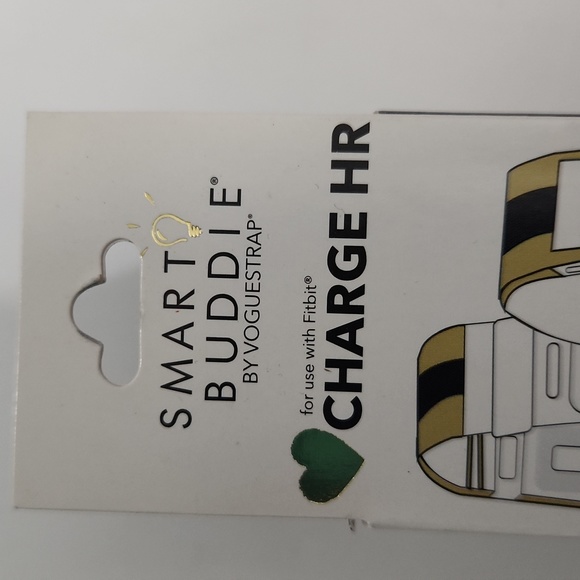 SMART
BUDDIE®
BY VOGUESTRAP®
for use with Fitbit®
CHARGE HR